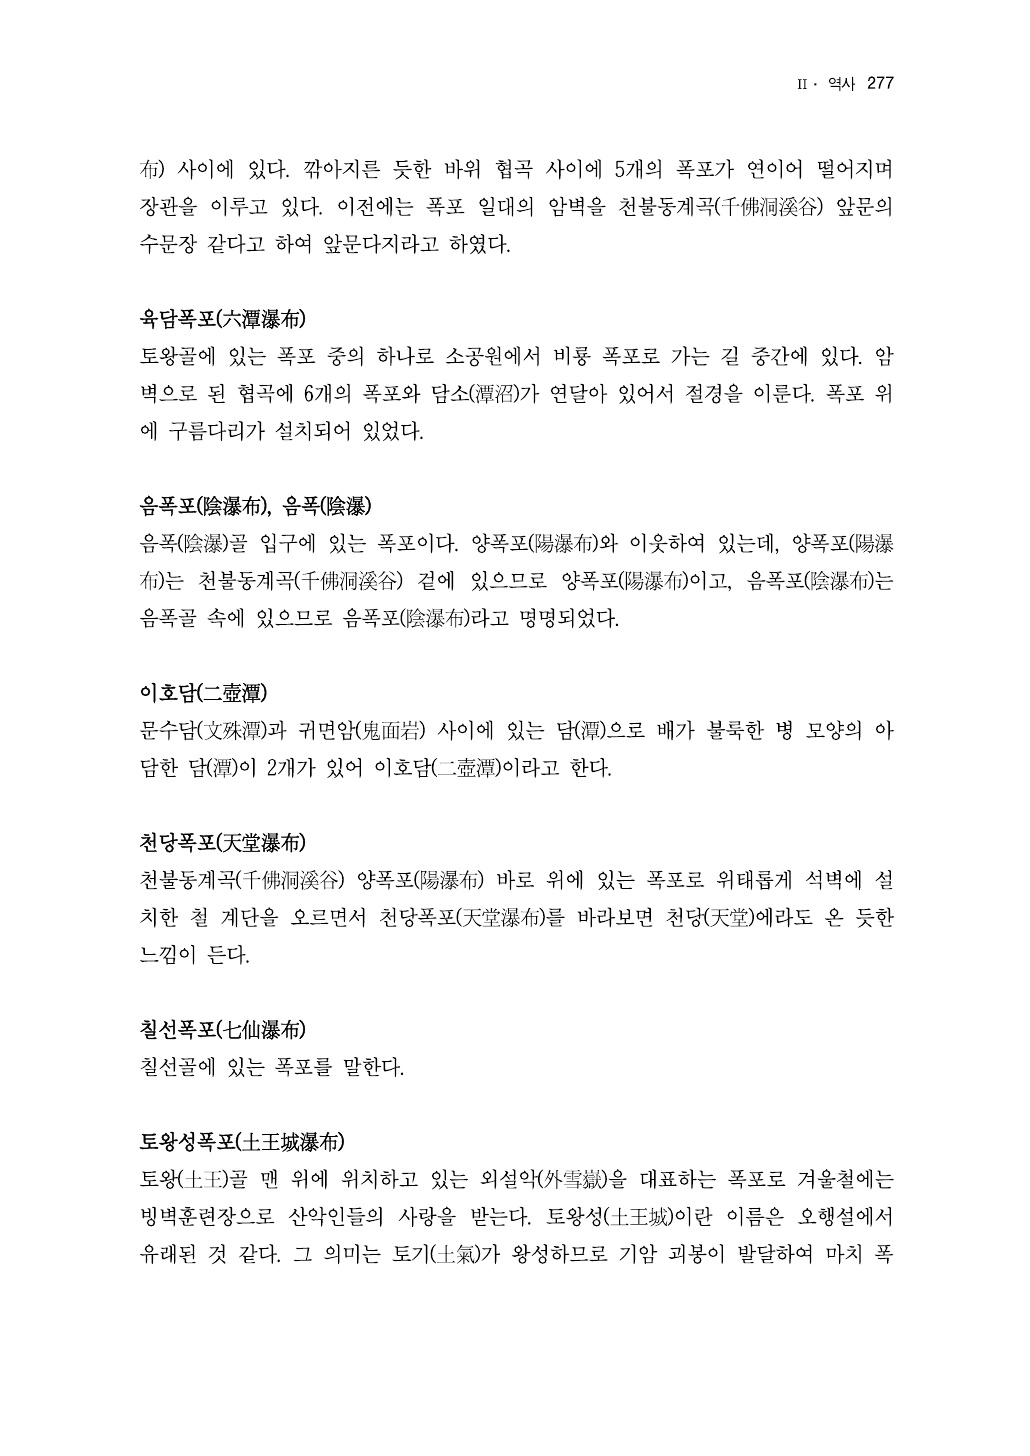 II · 역사 277
布) 사이에 있다. 깎아지른 듯한 바위 협곡 사이에 5개의 폭포가 연이어 떨어지며
장관을 이루고 있다. 이전에는 폭포 일대의 암벽을 천불동계곡(千佛洞溪谷) 앞문의
수문장 같다고 하여 앞문다지라고 하였다.
육담폭포(六潭瀑布)
토왕골에 있는 폭포 중의 하나로 소공원에서 비룡 폭포로 가는 길 중간에 있다. 암
벽으로 된 협곡에 6개의 폭포와 담소(潭沼)가 연달아 있어서 절경을 이룬다. 폭포 위
에 구름다리가 설치되어 있었다.
음폭포(陰瀑布), 음폭(陰瀑)
음폭(陰瀑)골 입구에 있는 폭포이다. 양폭포(陽瀑布)와 이웃하여 있는데, 양폭포(陽瀑
布)는 천불동계곡(千佛洞溪谷) 겉에 있으므로 양폭포(陽瀑布)이고, 음폭포(陰瀑布)는
음폭골 속에 있으므로 음폭포(陰瀑布)라고 명명되었다.
이호담(二壺潭)
문수담(文殊潭)과 귀면암(鬼面岩) 사이에 있는 담(潭)으로 배가 불룩한 병 모양의 아
담한 담(潭)이 2개가 있어 이호담(二壺潭)이라고 한다.
천당폭포(天堂瀑布)
천불동계곡(千佛洞溪谷) 양폭포(陽瀑布) 바로 위에 있는 폭포로 위태롭게 석벽에 설
치한 철 계단을 오르면서 천당폭포(天堂瀑布)를 바라보면 천당(天堂)에라도 온 듯한
느낌이 든다.
칠선폭포(七仙瀑布)
칠선골에 있는 폭포를 말한다.
토왕성폭포(土王城瀑布)
토왕(土王)골 맨 위에 위치하고 있는 외설악(外雪嶽)을 대표하는 폭포로 겨울철에는
빙벽훈련장으로 산악인들의 사랑을 받는다. 토왕성(土王城)이란 이름은 오행설에서
유래된 것 같다. 그 의미는 토기(土氣)가 왕성하므로 기암 괴봉이 발달하여 마치 폭